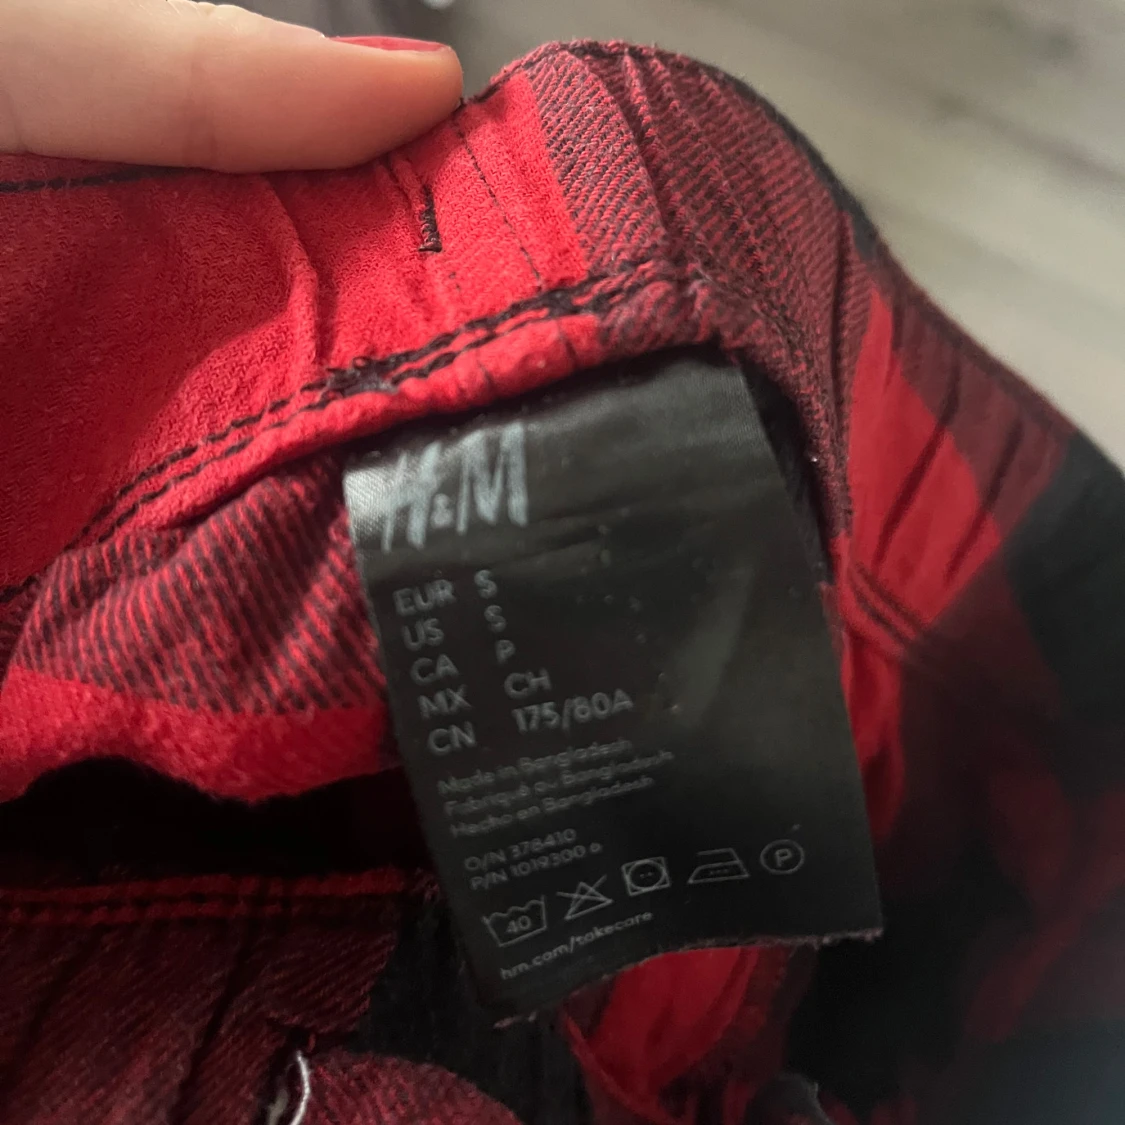 H&M
EUR S
US S
CA P
MX CH
CN 175/80A
Made in Bangladesh
Fabriqué au Bangladesh
Hecho en Bangladesh
O/N 378410
P/N 1019300 6
40 P
hm.com/takecare